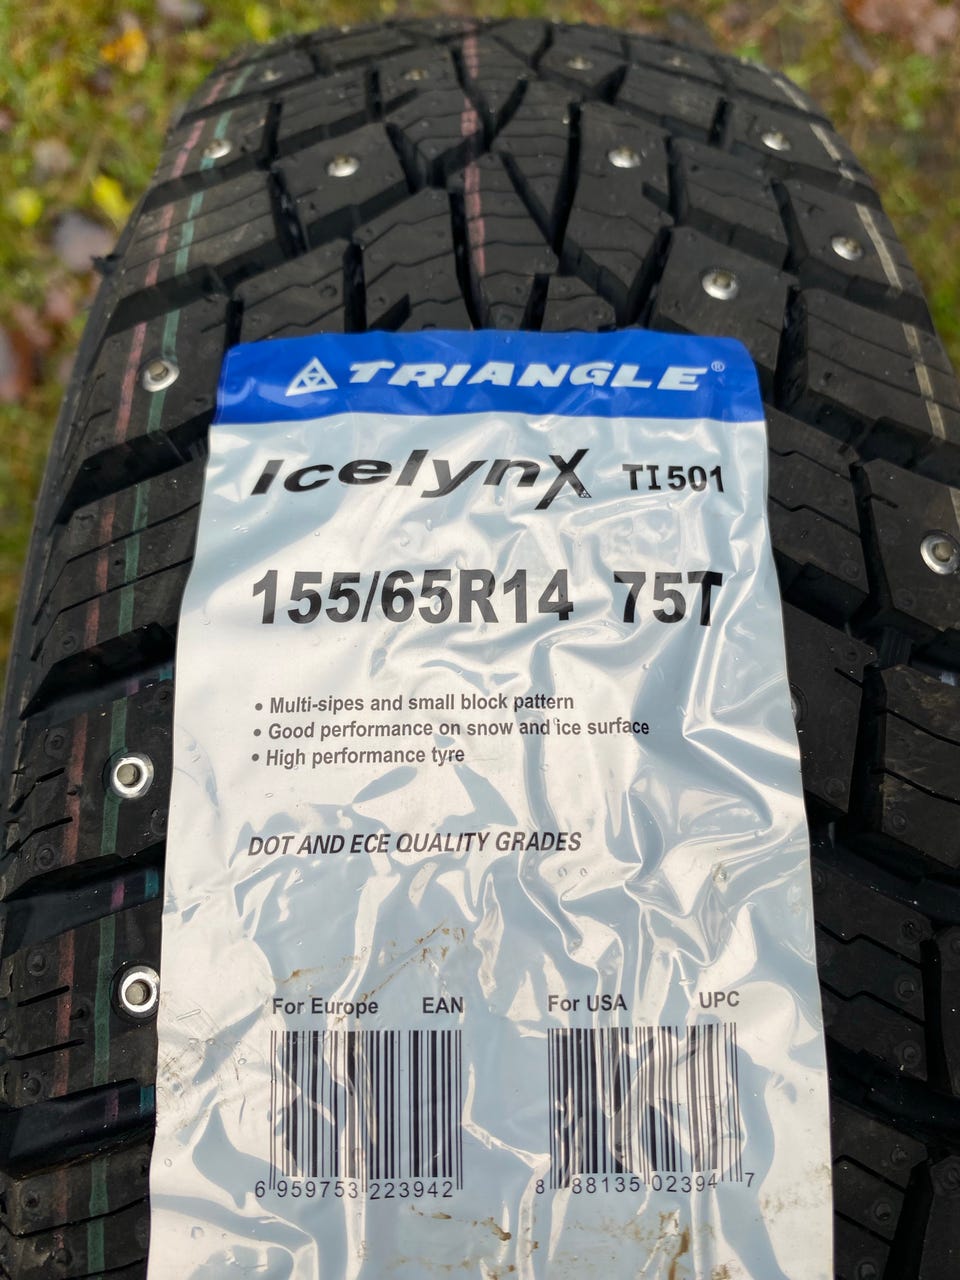 TRIANGLE®
IcelynX TI501
155/65R14 75T
• Multi-sipes and small block pattern
• Good performance on snow and ice surface
• High performance tyre
DOT AND ECE QUALITY GRADES
For Europe EAN For USA UPC
6 959753 223942 8 88135 02394 7